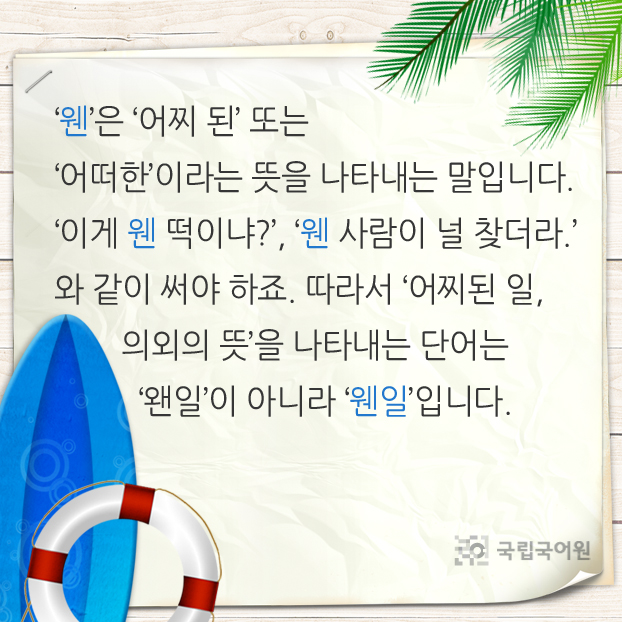 ‘웬’은 ‘어찌 된’ 또는
‘어떠한’이라는 뜻을 나타내는 말입니다.
‘이게 웬 떡이냐?’, ‘웬 사람이 널 찾더라.’
와 같이 써야 하죠. 따라서 ‘어찌된 일,
의외의 뜻’을 나타내는 단어는
‘왠일’이 아니라 ‘웬일’입니다.
국립국어원